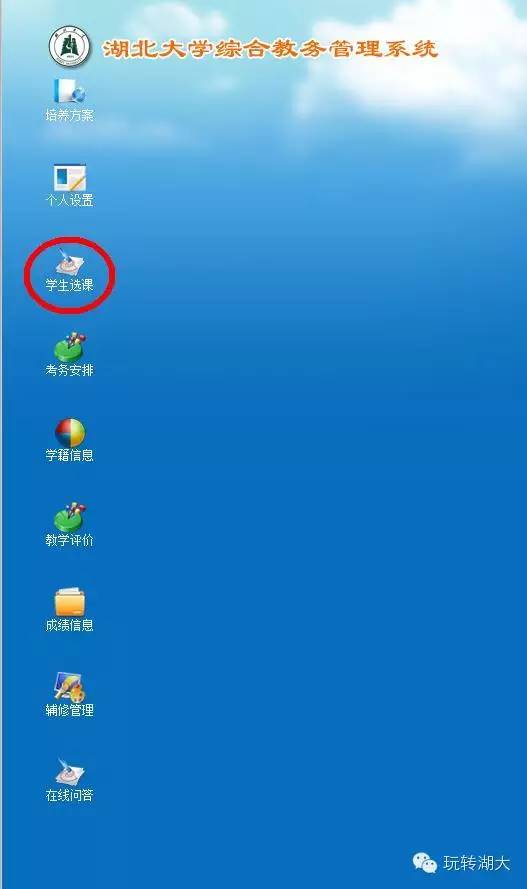 湖北大学综合教务管理系统
培养方案
个人设置
学生选课
考务安排
学籍信息
教学评价
成绩信息
辅修管理
在线问答
玩转湖大